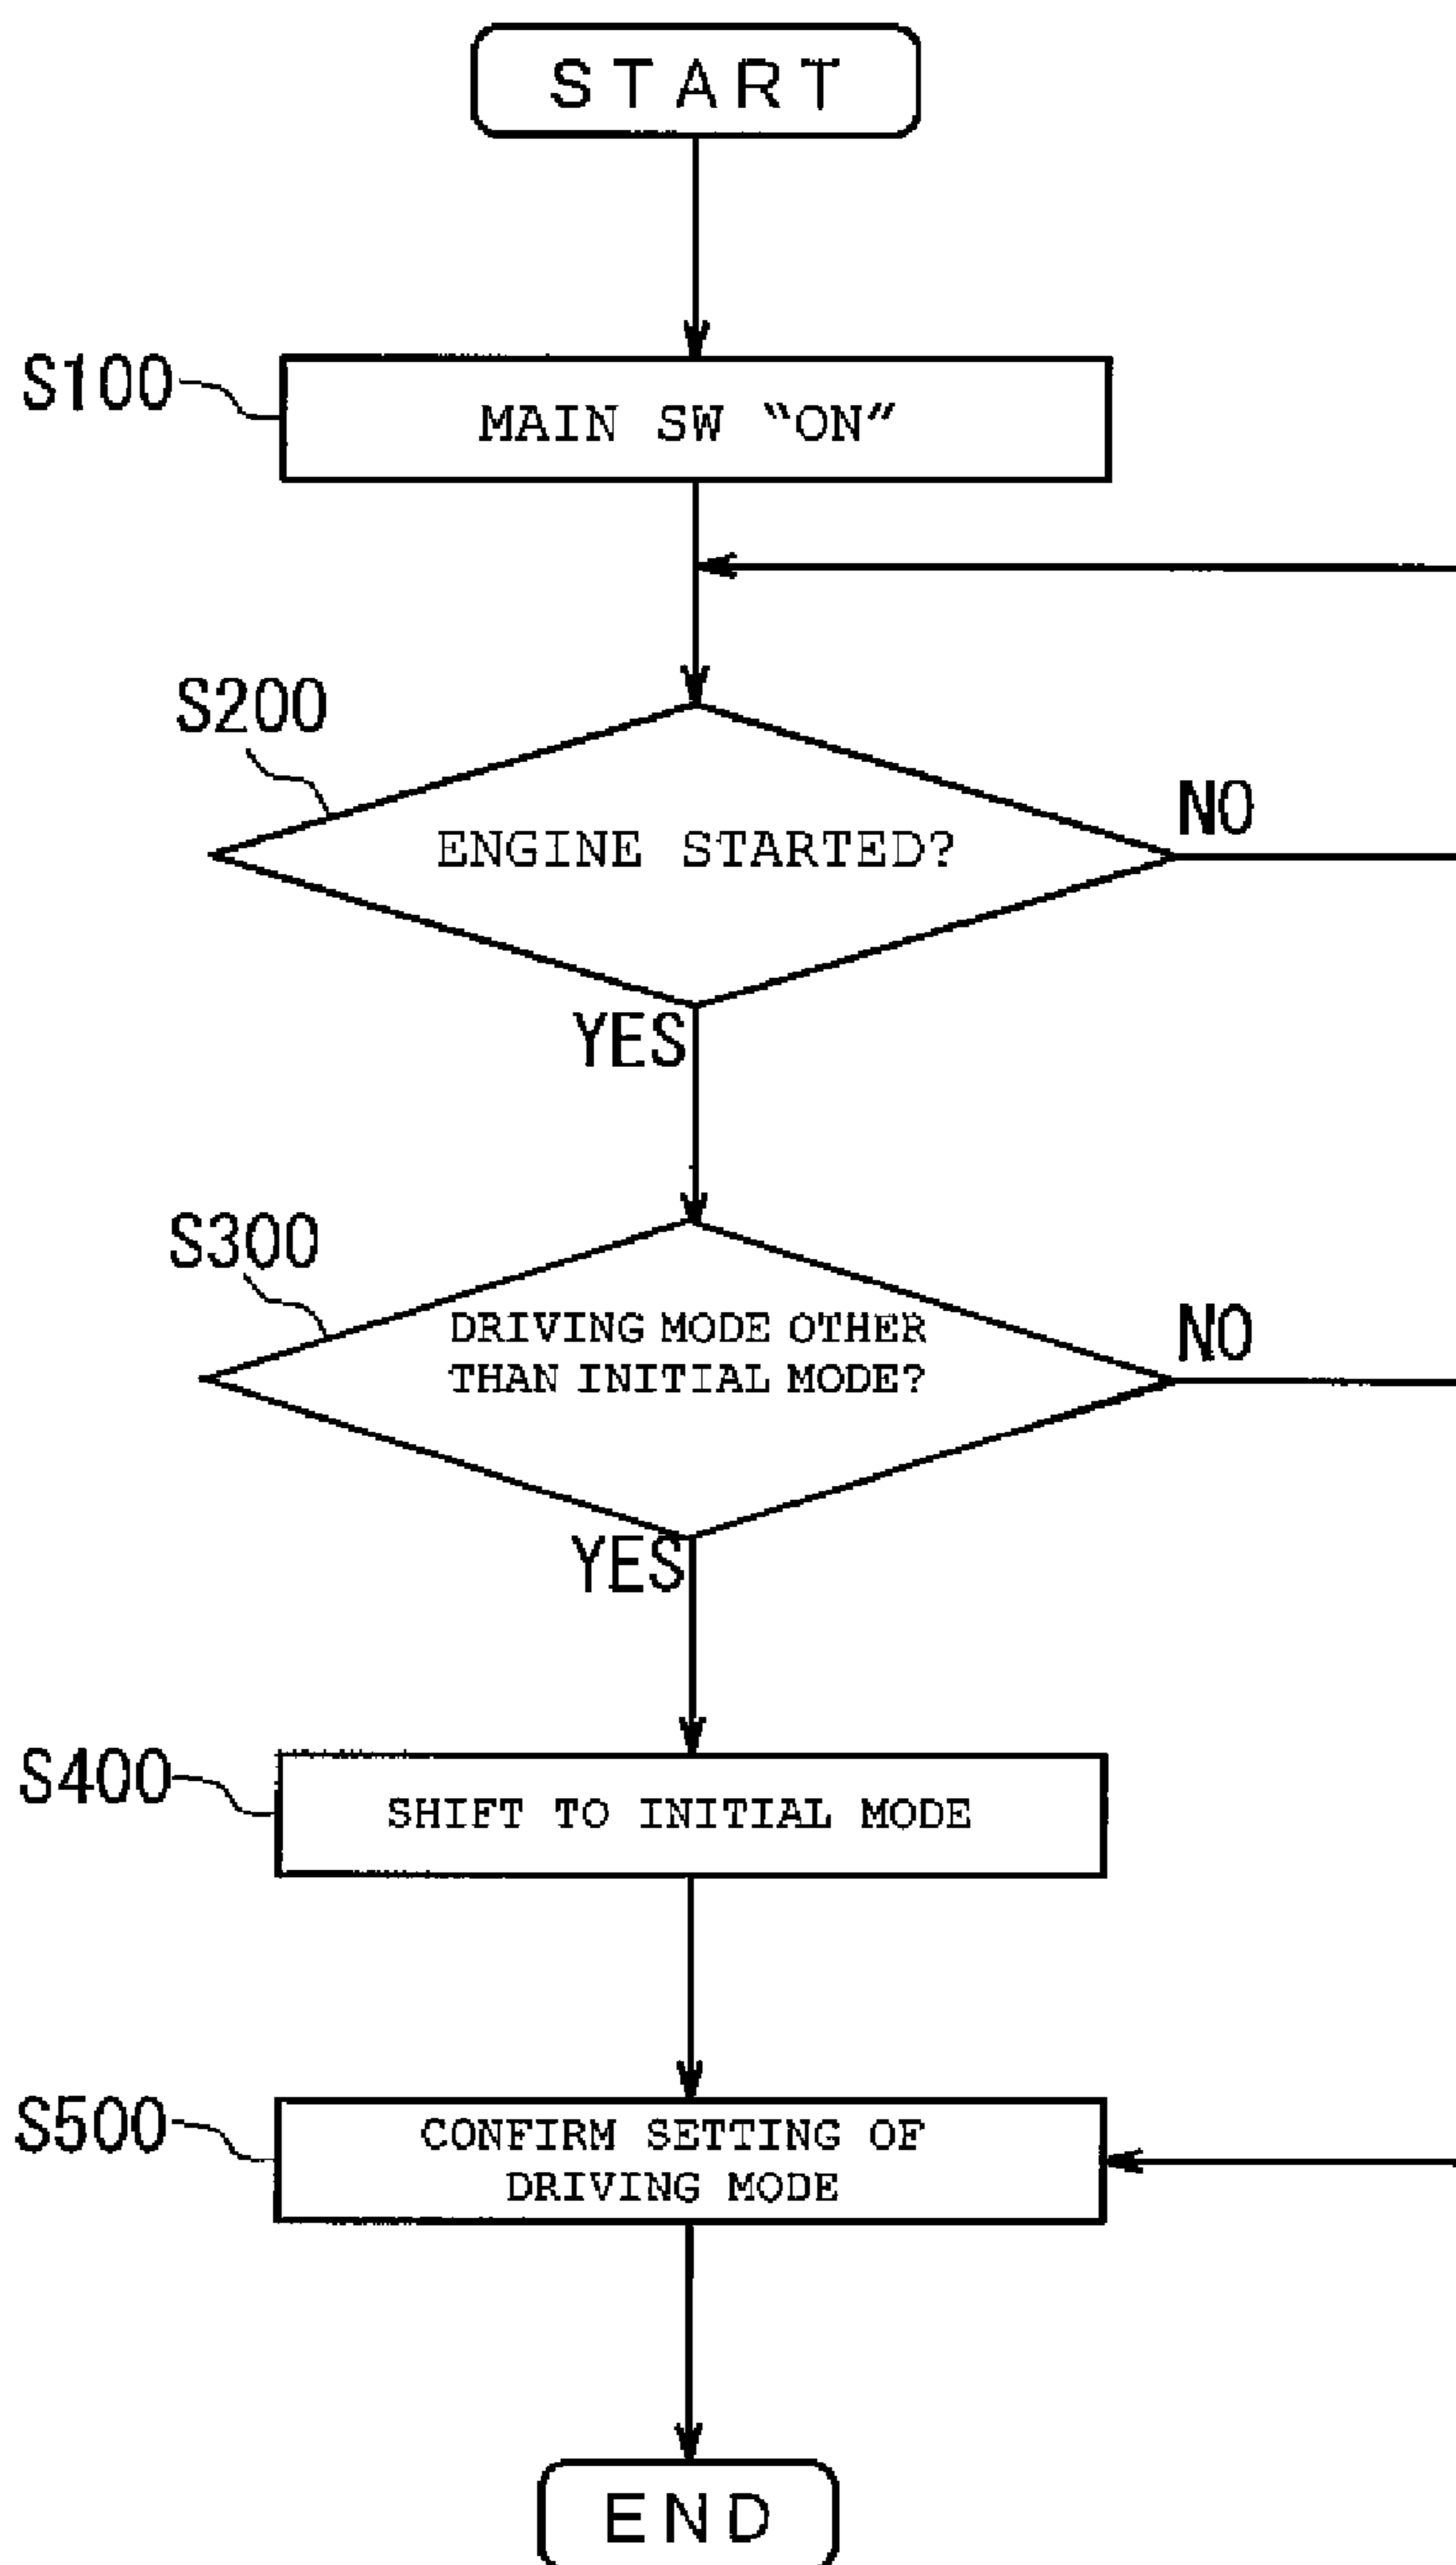 START
S100
MAIN SW “ON”
S200
ENGINE STARTED?
NO
YES
S300
DRIVING MODE OTHER
THAN INITIAL MODE?
NO
YES
S400
SHIFT TO INITIAL MODE
S500
CONFIRM SETTING OF
DRIVING MODE
END